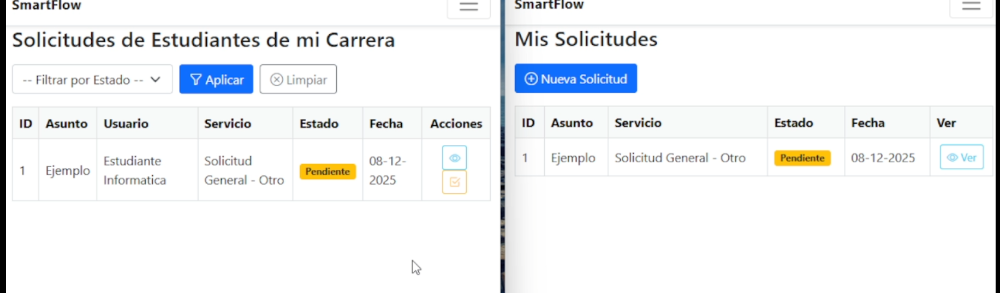 SmartFlow
Solicitudes de Estudiantes de mi Carrera
-- Filtrar por Estado -- Aplicar Limpiar
ID Asunto Usuario Servicio Estado Fecha Acciones
1 Ejemplo Estudiante Informatica Solicitud General - Otro Pendiente 08-12-2025
SmartFlow
Mis Solicitudes
Nueva Solicitud
ID Asunto Servicio Estado Fecha Ver
1 Ejemplo Solicitud General - Otro Pendiente 08-12-2025 Ver